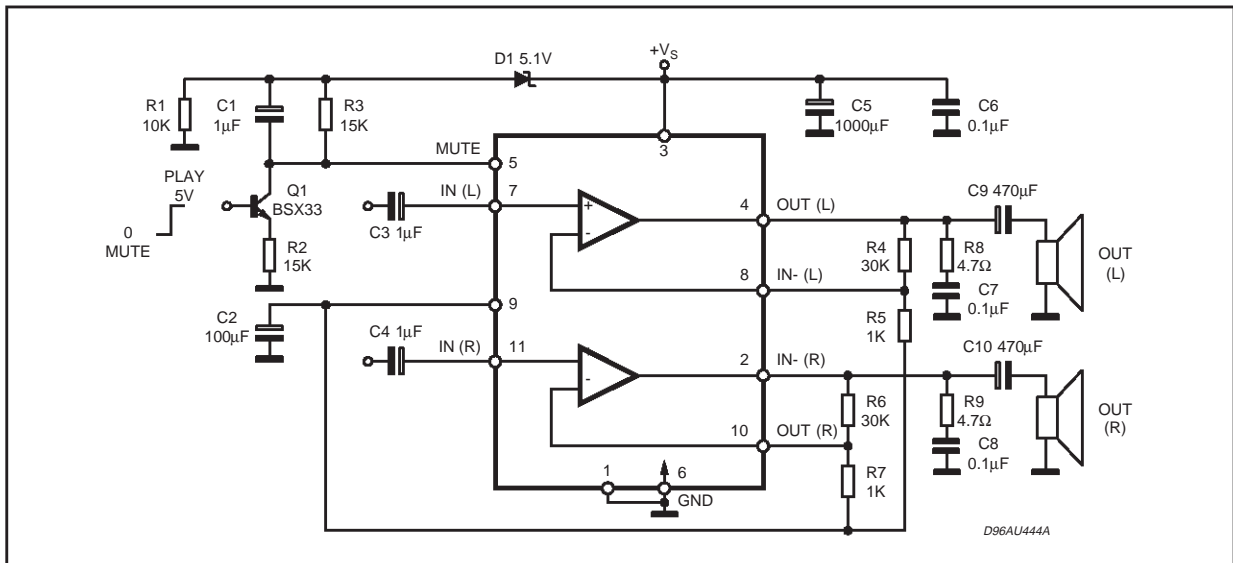 +VS
D1 5.1V
R1
10K
C1
1µF
R3
15K
C5
1000µF
C6
0.1µF
MUTE
5
3
PLAY
5V
Q1
BSX33
0
MUTE
R2
15K
IN (L)
7
C3 1µF
+
-
4
OUT (L)
C9 470µF
R4
30K
R8
4.7Ω
C7
0.1µF
OUT
(L)
8
IN- (L)
9
R5
1K
C2
100µF
C4 1µF
IN (R)
11
-
2
IN- (R)
C10 470µF
R6
30K
R9
4.7Ω
C8
0.1µF
OUT
(R)
10
OUT (R)
R7
1K
1
6
GND
D96AU444A